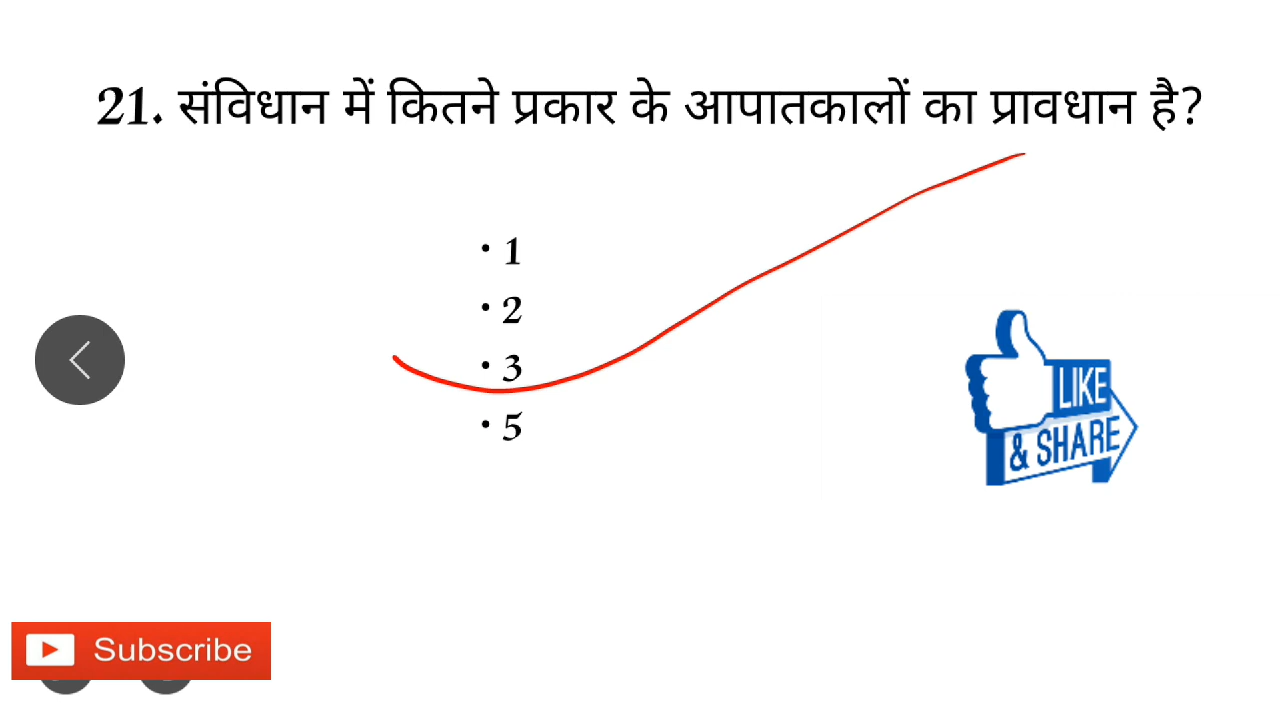 21. संविधान में कितने प्रकार के आपातकालों का प्रावधान है?
• 1
• 2
• 3
• 5
LIKE
& SHARE
Subscribe